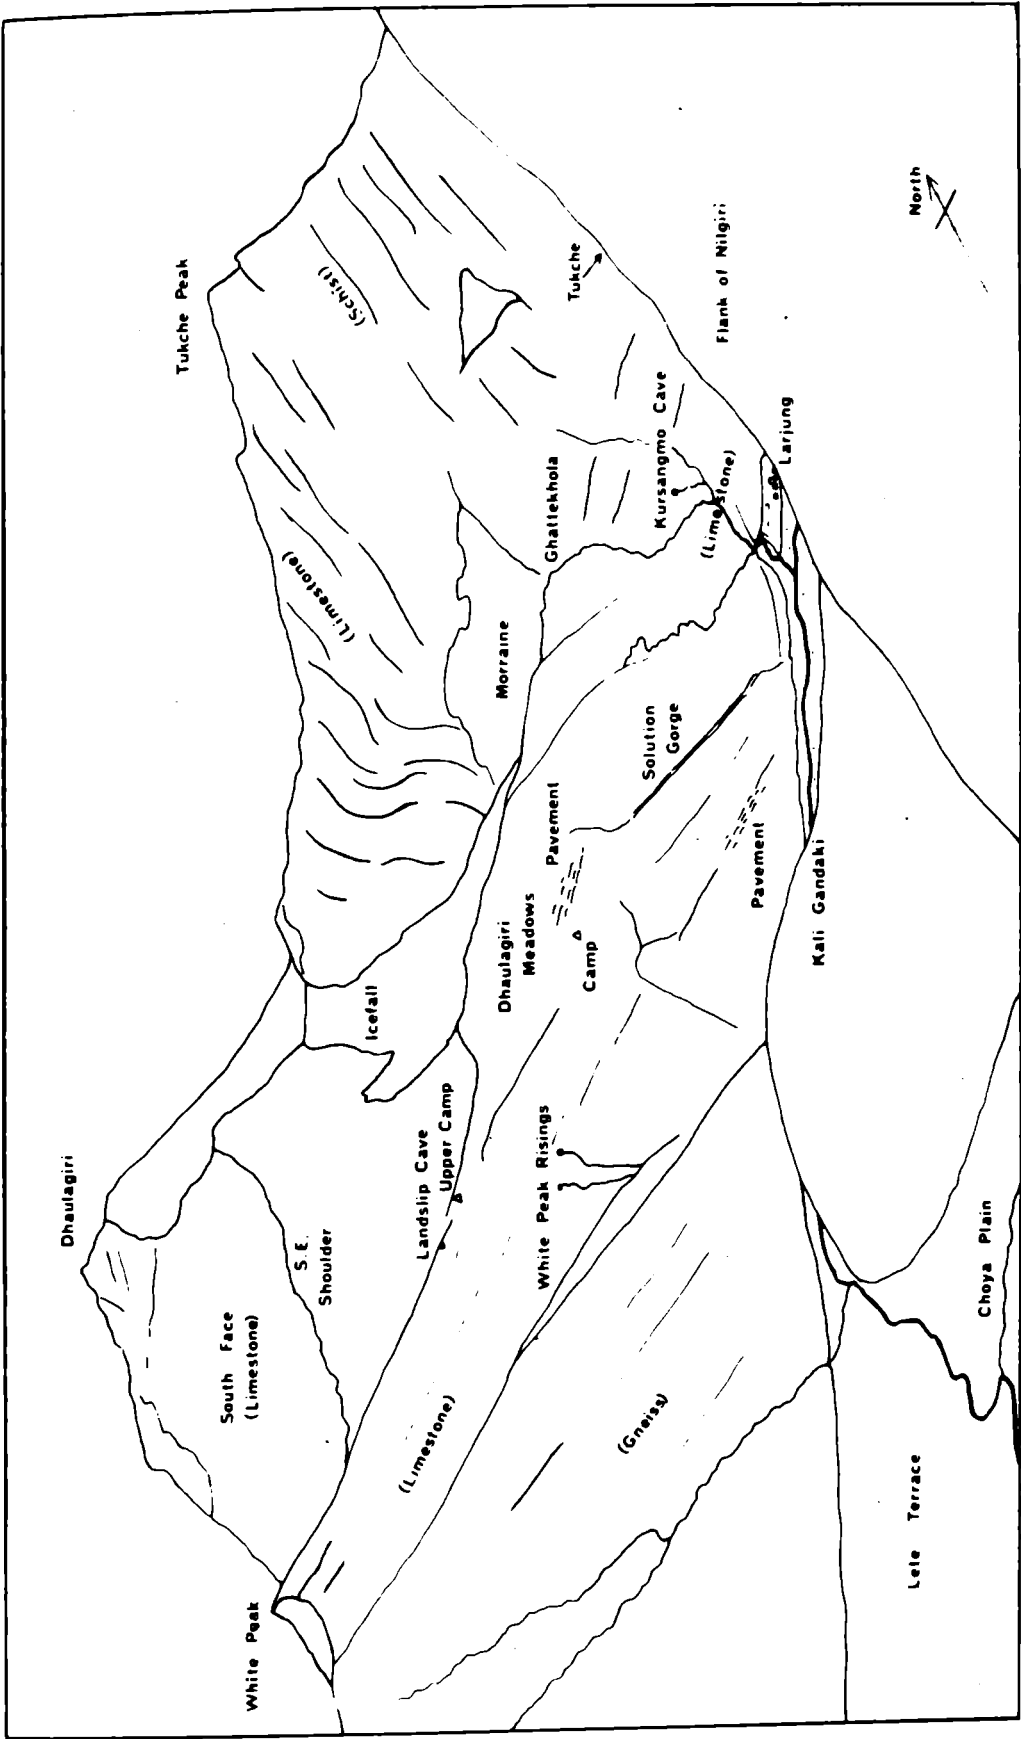 Dhaulagiri
Tukche Peak
White Peak
South Face
(Limestone)
S.E.
Shoulder
Icefall
(Limestone)
(Schist)
Landslip Cave
Upper Camp
Morraine
Ghattekhola
Tukche
Dhaulagiri
Meadows
Pavement
White Peak Risings
Camp
(Limestone)
Solution
Gorge
Kursangmo Cave
(Limestone)
Flank of Nilgiri
(Gneiss)
Pavement
Larjung
Kali Gandaki
North
Lete Terrace
Choya Plain